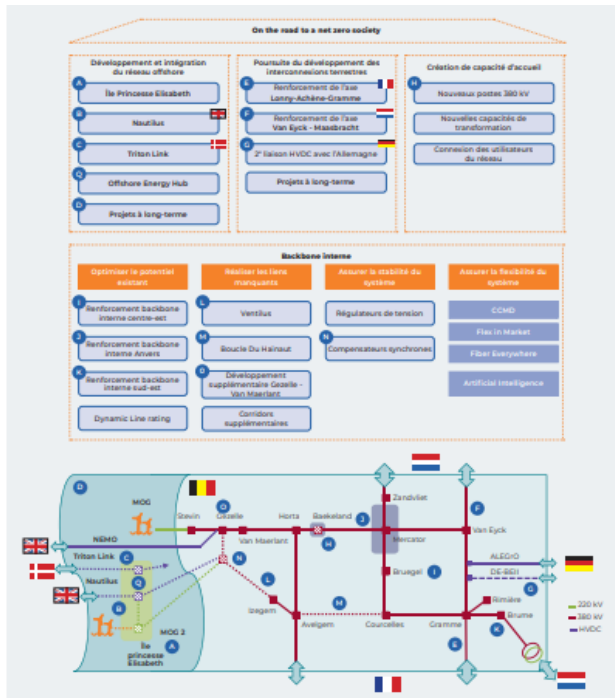 On the road to a net zero society
Développement et intégration
du réseau offshore
A
Île Princesse Elisabeth
B
Nautilus
C
Triton Link
Q
Offshore Energy Hub
D
Projets à long-terme
Poursuite du développement des
interconnexions terrestres
E
Renforcement de l'axe
Lonny-Achène-Gramme
F
Renforcement de l'axe
Van Eyck - Maasbracht
G
2e liaison HVDC avec l'Allemagne
Projets à long-terme
Création de capacité d'accueil
H
Nouveaux postes 380 kV
Nouvelles capacités de
transformation
Connexion des utilisateurs
du réseau
Backbone interne
Optimiser le potentiel
existant
I
Renforcement backbone
interne centre-est
J
Renforcement backbone
interne Anvers
K
Renforcement backbone
interne sud-est
Dynamic Line rating
Réaliser les liens
manquants
L
Ventilus
M
Boucle Du Hainaut
O
Développement
supplémentaire Gezelle -
Van Maerlant
Corridors
supplémentaires
Assurer la stabilité du
système
Régulateurs de tension
N
Compensateurs synchrones
Assurer la flexibilité du
système
CCMD
Flex in Market
Fiber Everywhere
Artificial Intelligence
D
MOG
Stevin
O
Gezelle
Horta
Baekeland
J
Zandvliet
F
NEMO
Van Maerlant
H
Mercator
Van Eyck
Triton Link
C
N
ALEGrO
Nautilus
Q
L
Bruegel
I
DE-BE II
G
B
Izegem
M
Rimière
220 kV
MOG 2
A
Avelgem
Courcelles
Gramme
Brume
380 kV
K
HVDC
Île
princesse
Elisabeth
E